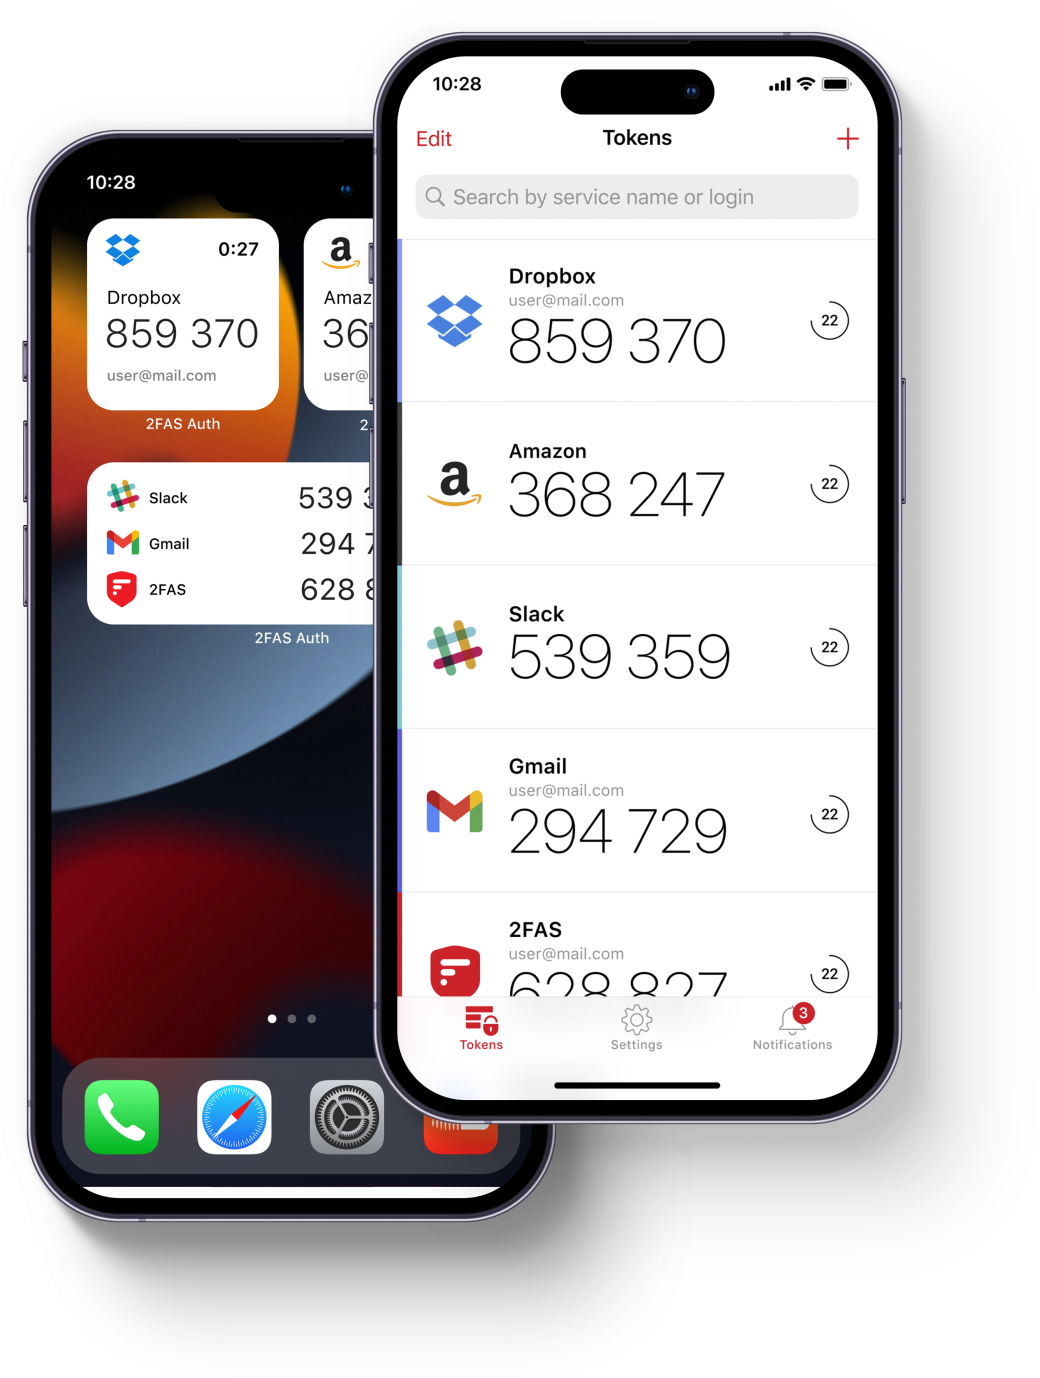 10:28
0:27
Dropbox
859 370
user@mail.com
2FAS Auth
a
Amaz
36
user@
2
Slack
539
Gmail
294 7
2FAS
628 8
2FAS Auth
10:28
Edit
Tokens
Search by service name or login
Dropbox
user@mail.com
859 370
22
a
Amazon
368 247
22
Slack
539 359
22
Gmail
user@mail.com
294 729
22
2FAS
user@mail.com
628 827
22
Tokens
Settings
3
Notifications